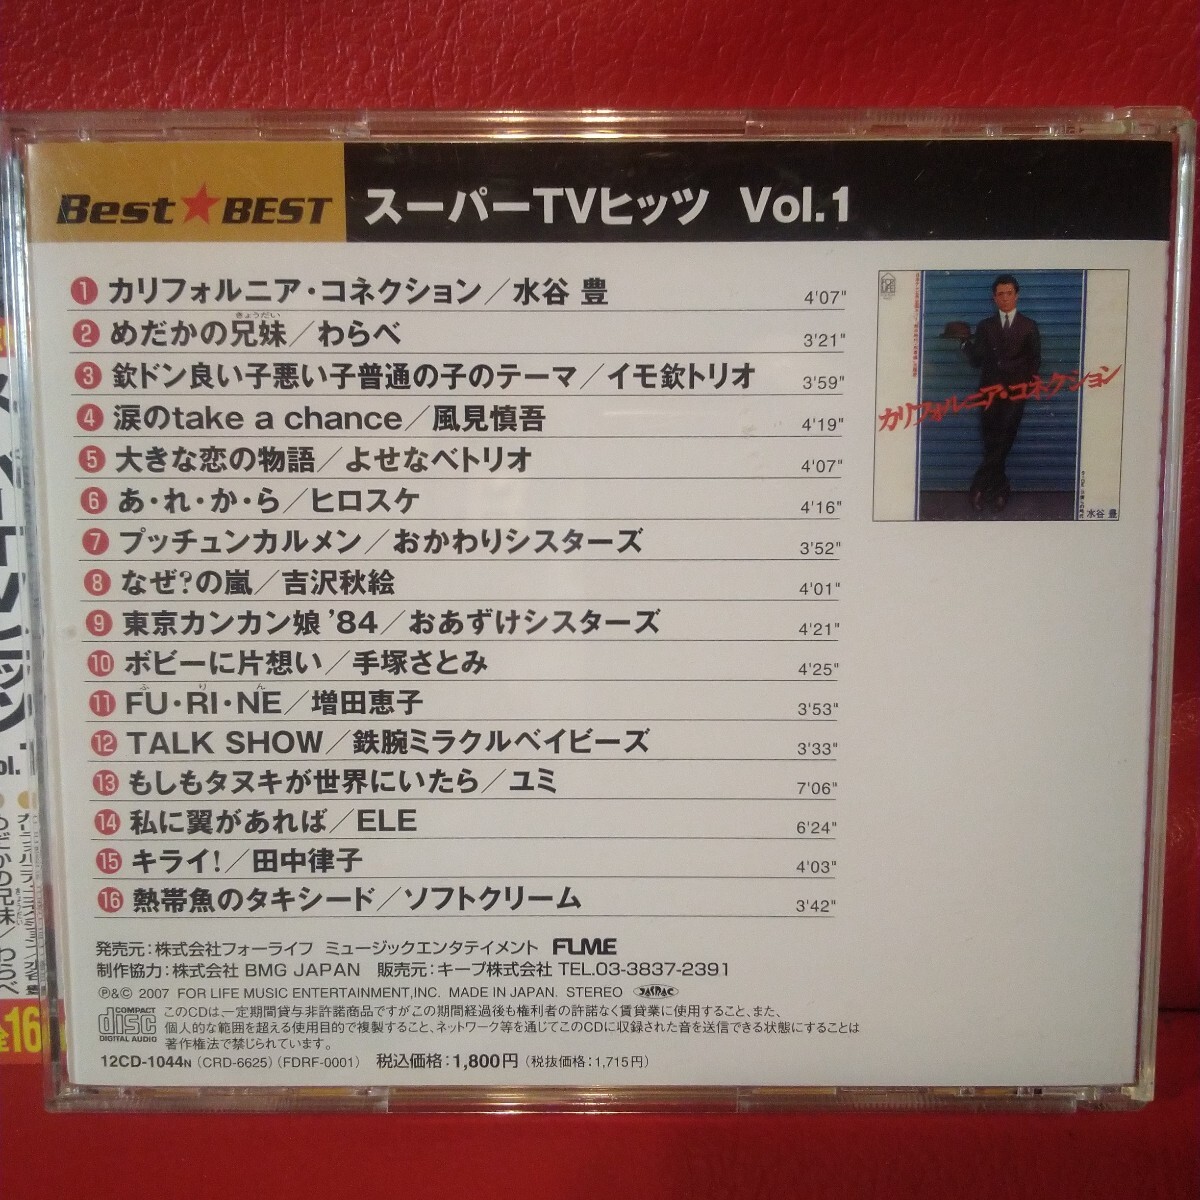 Best★BEST スーパーTVヒッツ Vol.1
1 カリフォルニア・コネクション／水谷 豊 4'07"
きょうだい
2 めだかの兄妹／わらべ 3'21"
3 欽ドン良い子悪い子普通の子のテーマ／イモ欽トリオ 3'59"
4 涙のtake a chance／風見慎吾 4'19"
5 大きな恋の物語／よせなべトリオ 4'07"
6 あ・れ・か・ら／ヒロスケ 4'16"
7 プッチュンカルメン／おかわりシスターズ 3'52"
8 なぜ?の嵐／吉沢秋絵 4'01"
9 東京カンカン娘 '84／おあずけシスターズ 4'21"
10 ボビーに片想い／手塚さとみ 4'25"
ふ り ん
11 FU・RI・NE／増田恵子 3'53"
12 TALK SHOW／鉄腕ミラクルベイビーズ 3'33"
13 もしもタヌキが世界にいたら／ユミ 7'06"
14 私に翼があれば／ELE 6'24"
15 キライ!／田中律子 4'03"
16 熱帯魚のタキシード／ソフトクリーム 3'42"
カリフォルニア・コネクション
水谷 豊
発売元：株式会社フォーライフ ミュージックエンタテイメント FLME
制作協力：株式会社 BMG JAPAN 販売元：キープ株式会社 TEL.03-3837-2391
℗&© 2007 FOR LIFE MUSIC ENTERTAINMENT,INC. MADE IN JAPAN. STEREO JASRAC
COMPACT disc DIGITAL AUDIO
このCDは、一定期間貸与非許諾商品ですがこの期間経過後も権利者の許諾なく賃貸業に使用すること、また、
個人的な範囲を超える使用目的で複製すること、ネットワーク等を通じてこのCDに収録された音を送信できる状態にすることは
著作権法で禁じられています。
12CD-1044N (CRD-6625) (FDRF-0001) 税込価格：1,800円（税抜価格：1,715円）
めだかの兄妹／わらべ
全16